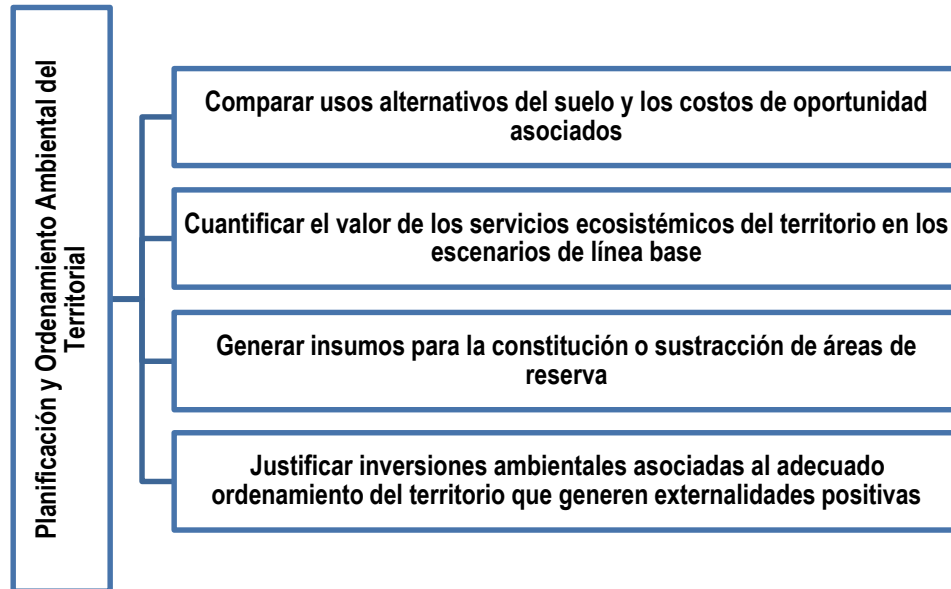 Planificación y Ordenamiento Ambiental del
Territorial
Comparar usos alternativos del suelo y los costos de oportunidad
asociados
Cuantificar el valor de los servicios ecosistémicos del territorio en los
escenarios de línea base
Generar insumos para la constitución o sustracción de áreas de
reserva
Justificar inversiones ambientales asociadas al adecuado
ordenamiento del territorio que generen externalidades positivas